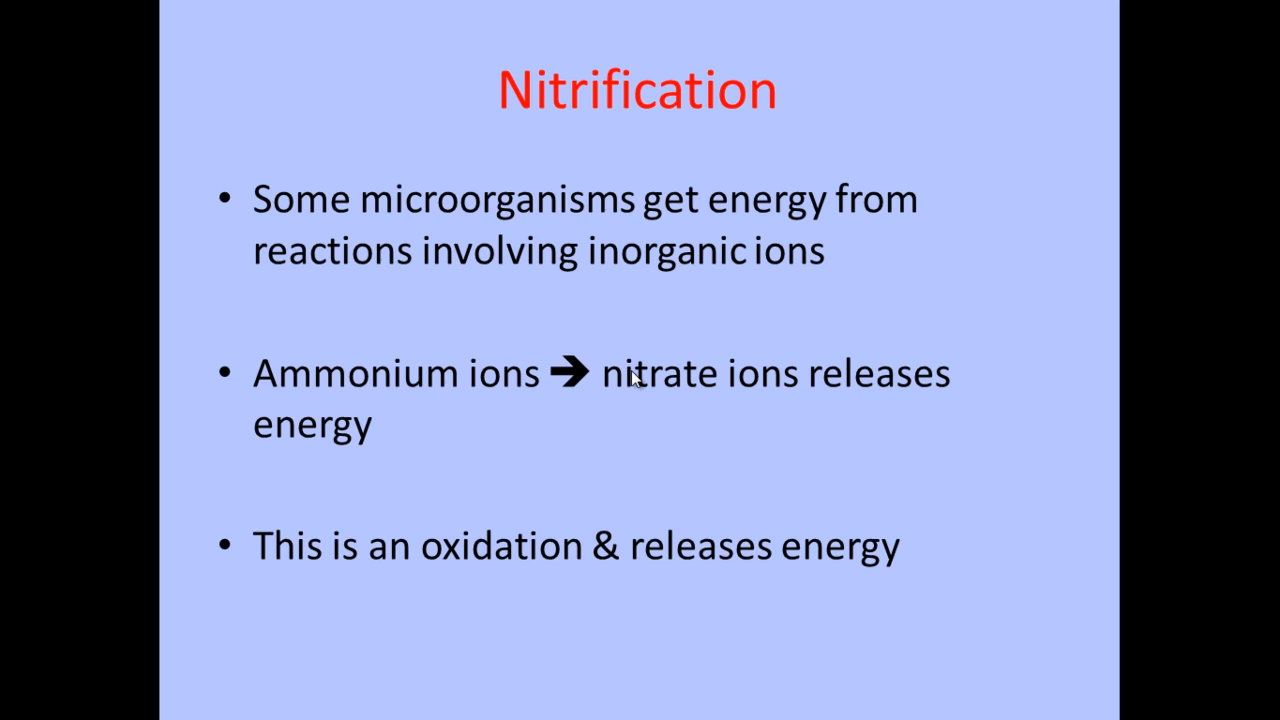 Nitrification
• Some microorganisms get energy from
reactions involving inorganic ions
• Ammonium ions ➔ nitrate ions releases
energy
• This is an oxidation & releases energy